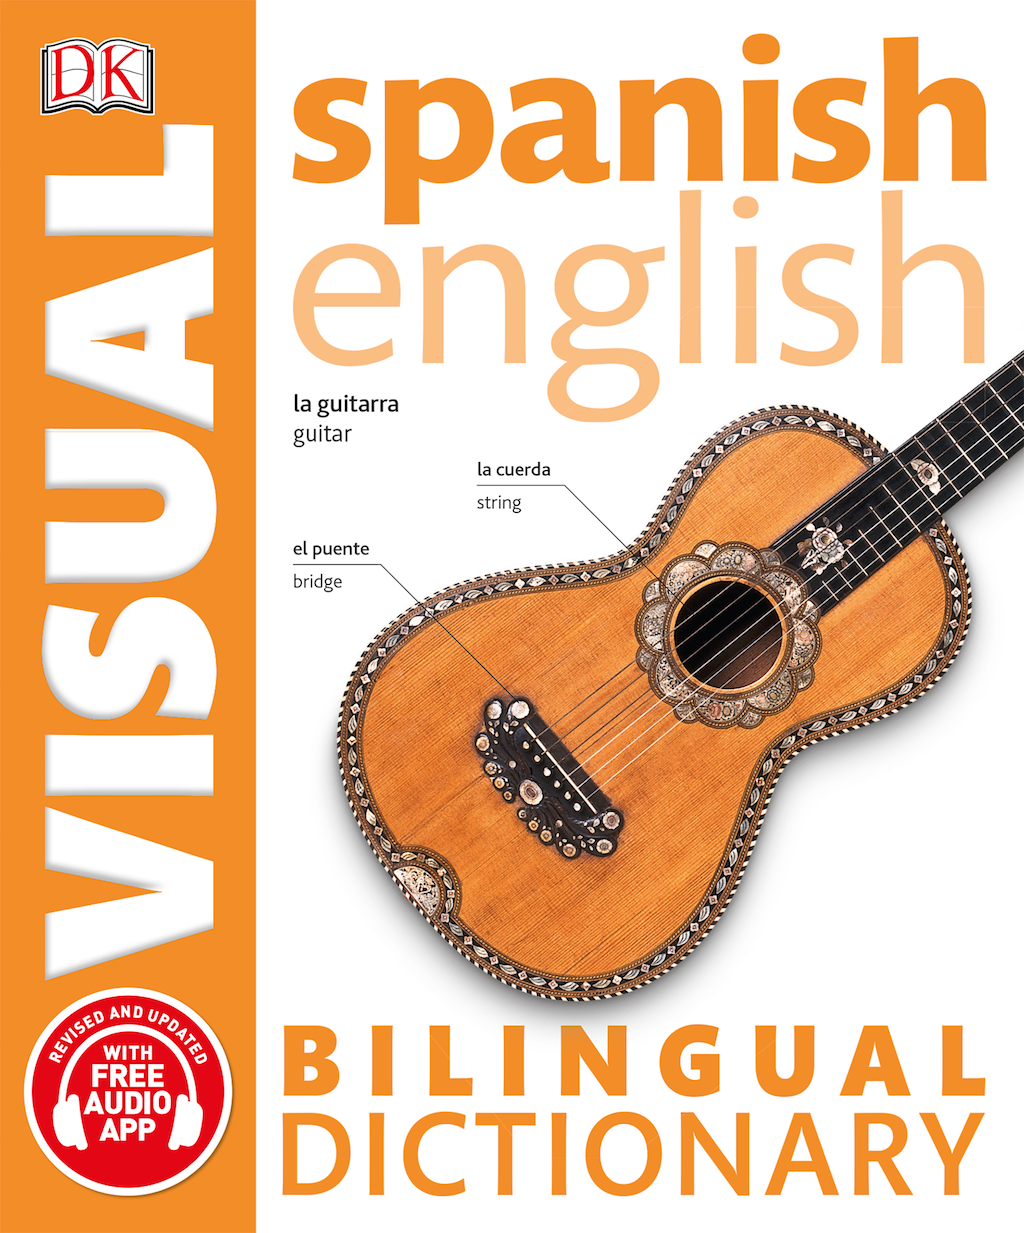 DK
VISUAL
spanish
english
la guitarra
guitar
la cuerda
string
el puente
bridge
REVISED AND UPDATED
WITH
FREE
AUDIO
APP
BILINGUAL
DICTIONARY